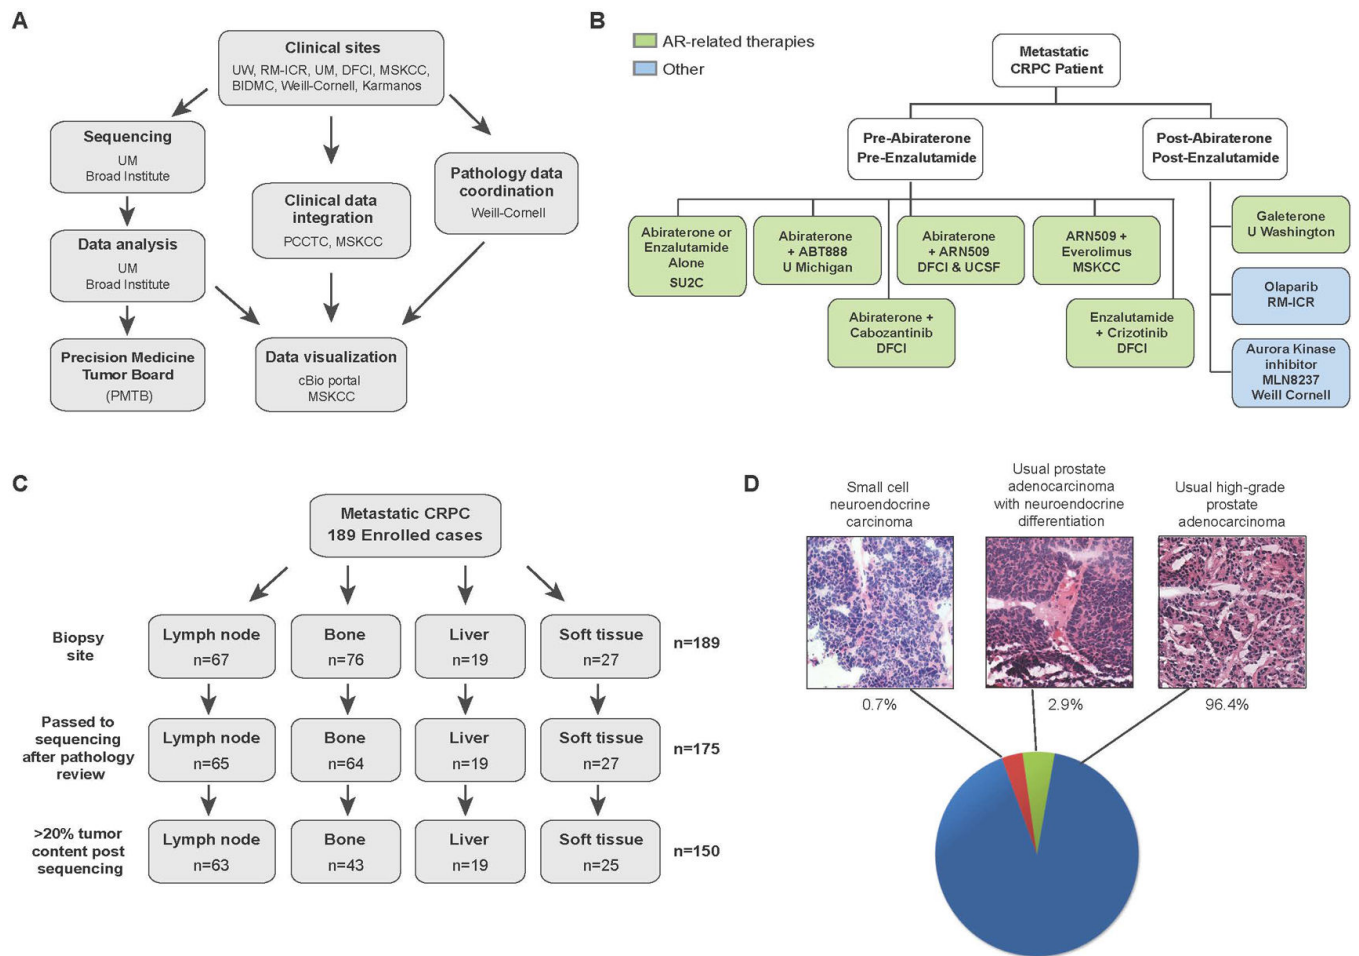 A
Clinical sites
UW, RM-ICR, UM, DFCI, MSKCC,
BIDMC, Weill-Cornell, Karmanos
Sequencing
UM
Broad Institute
Clinical data
integration
PCCTC, MSKCC
Pathology data
coordination
Weill-Cornell
Data analysis
UM
Broad Institute
Precision Medicine
Tumor Board
(PMTB)
Data visualization
cBio portal
MSKCC
B
AR-related therapies
Other
Metastatic
CRPC Patient
Pre-Abiraterone
Pre-Enzalutamide
Post-Abiraterone
Post-Enzalutamide
Abiraterone or
Enzalutamide
Alone
SU2C
Abiraterone
+ ABT888
U Michigan
Abiraterone
+ ARN509
DFCI & UCSF
ARN509 +
Everolimus
MSKCC
Abiraterone +
Cabozantinib
DFCI
Enzalutamide
+ Crizotinib
DFCI
Galeterone
U Washington
Olaparib
RM-ICR
Aurora Kinase
inhibitor
MLN8237
Weill Cornell
C
Metastatic CRPC
189 Enrolled cases
Biopsy
site
Lymph node
n=67
Bone
n=76
Liver
n=19
Soft tissue
n=27
n=189
Passed to
sequencing
after pathology
review
Lymph node
n=65
Bone
n=64
Liver
n=19
Soft tissue
n=27
n=175
>20% tumor
content post
sequencing
Lymph node
n=63
Bone
n=43
Liver
n=19
Soft tissue
n=25
n=150
D
Small cell
neuroendocrine
carcinoma
Usual prostate
adenocarcinoma
with neuroendocrine
differentiation
Usual high-grade
prostate
adenocarcinoma
0.7%
2.9%
96.4%